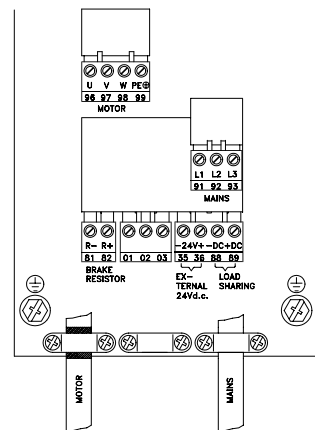 U V W PE
96 97 98 99
MOTOR
L1 L2 L3
91 92 93
MAINS
R- R+
81 82
01 02 03
-24V+ -DC+DC
35 36 88 89
BRAKE
RESISTOR
EX-
TERNAL
24Vd.c.
LOAD
SHARING
MOTOR
MAINS